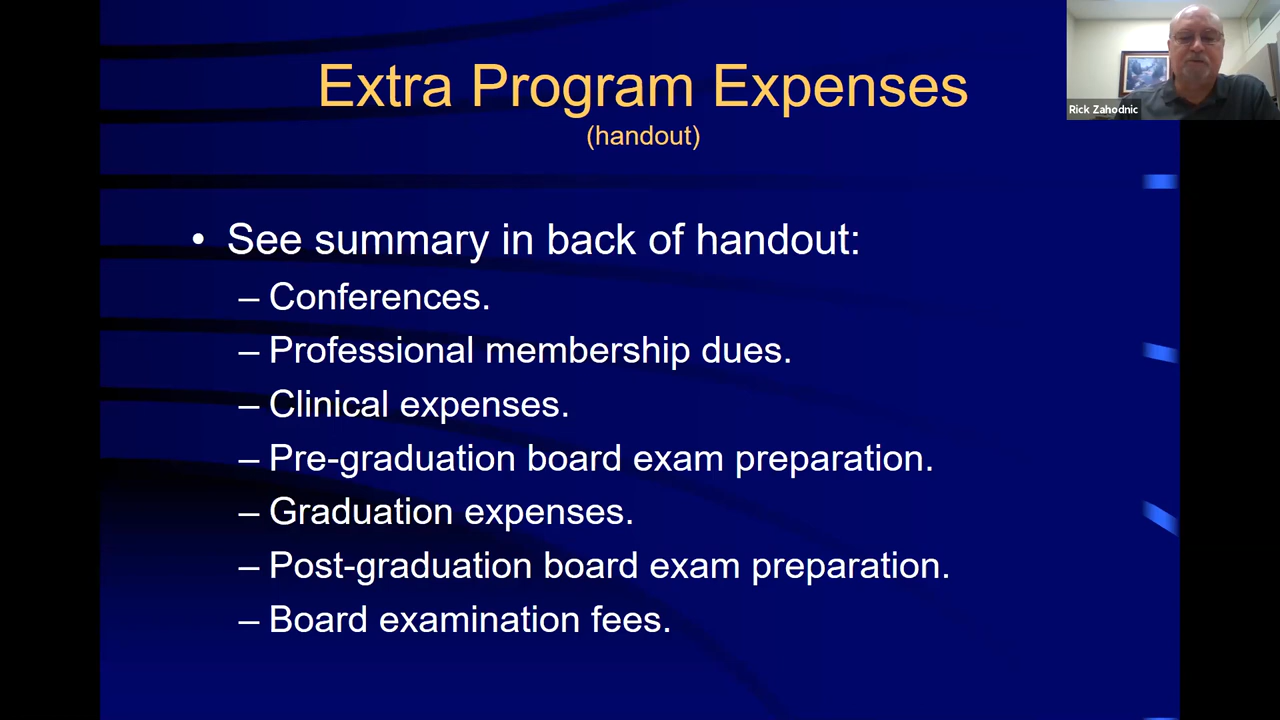 Extra Program Expenses
(handout)
Rick Zahodnic
• See summary in back of handout:
– Conferences.
– Professional membership dues.
– Clinical expenses.
– Pre-graduation board exam preparation.
– Graduation expenses.
– Post-graduation board exam preparation.
– Board examination fees.